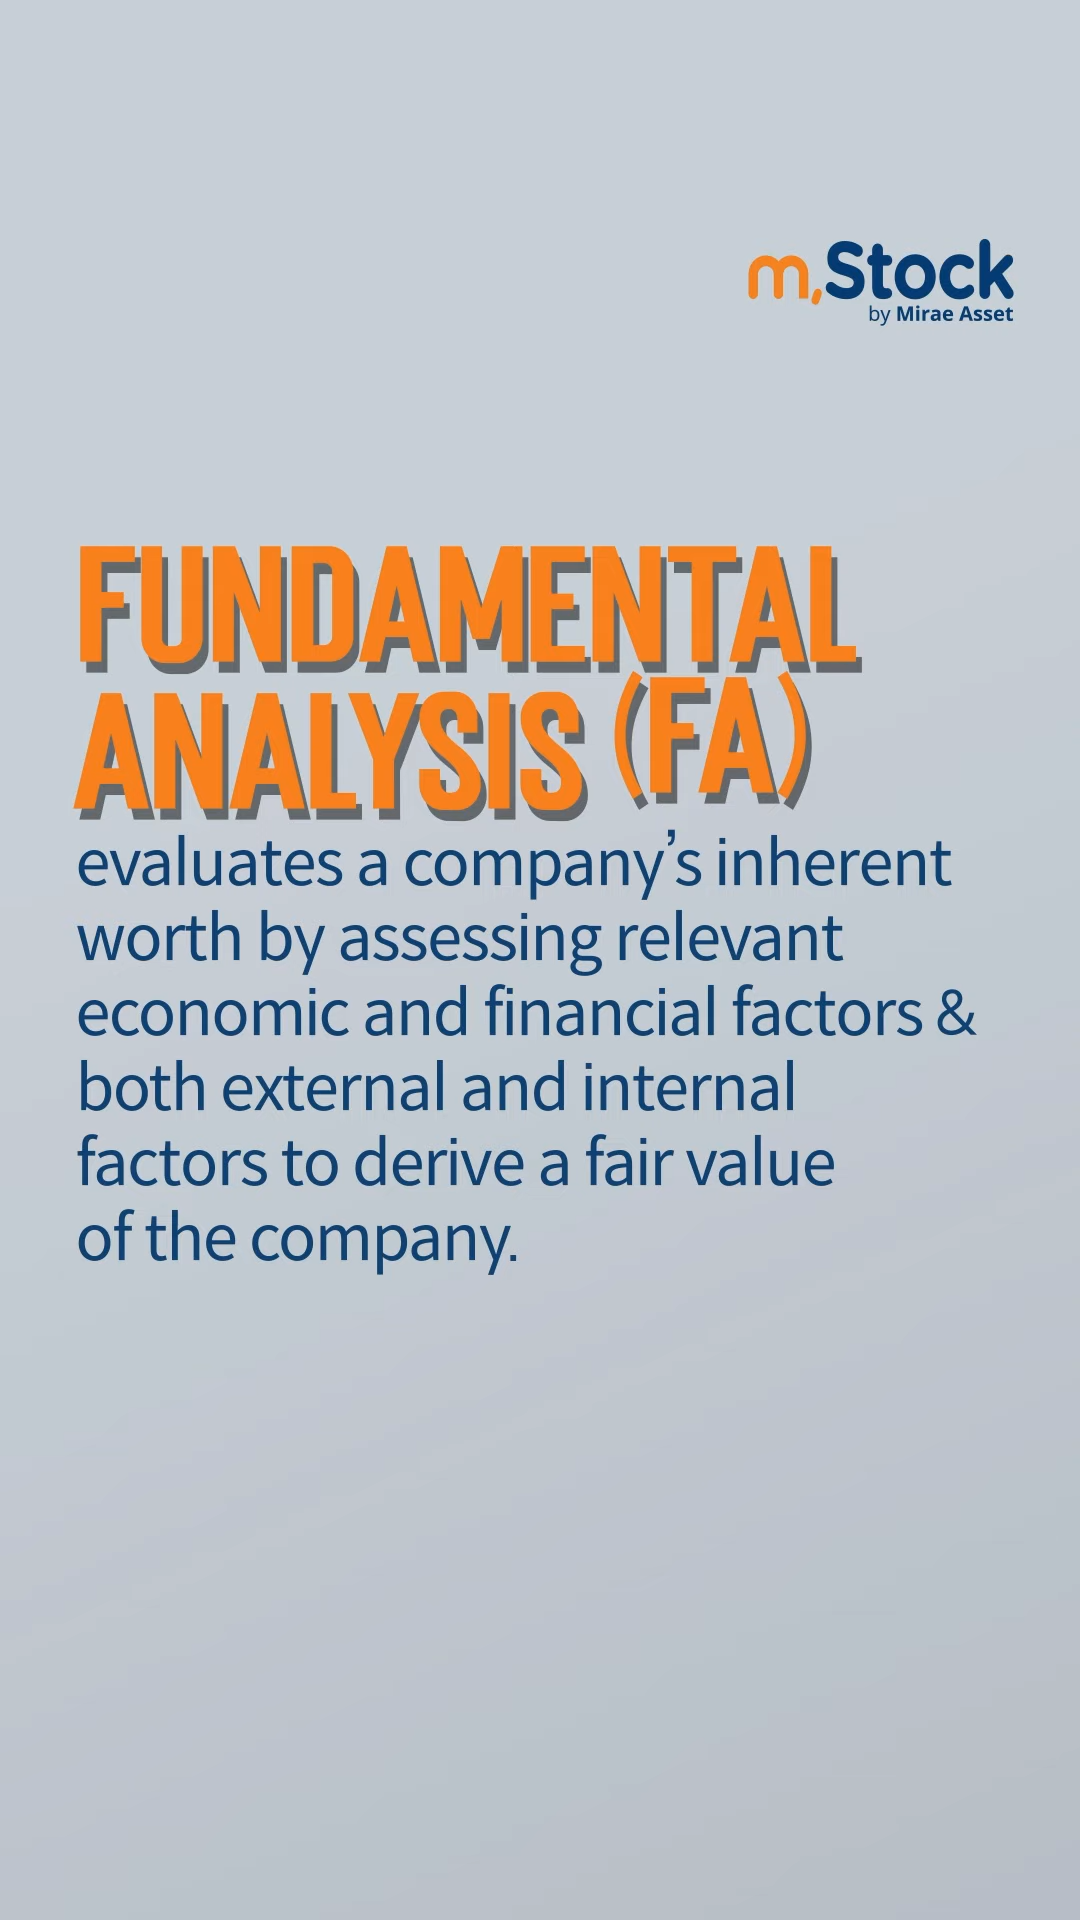 m.Stock
by Mirae Asset
FUNDAMENTAL
ANALYSIS (FA)
evaluates a company’s inherent
worth by assessing relevant
economic and financial factors &
both external and internal
factors to derive a fair value
of the company.